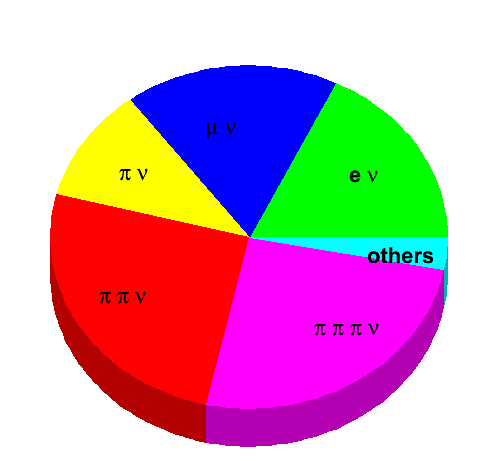 μ ν
π ν
e ν
others
π π ν
π π π ν